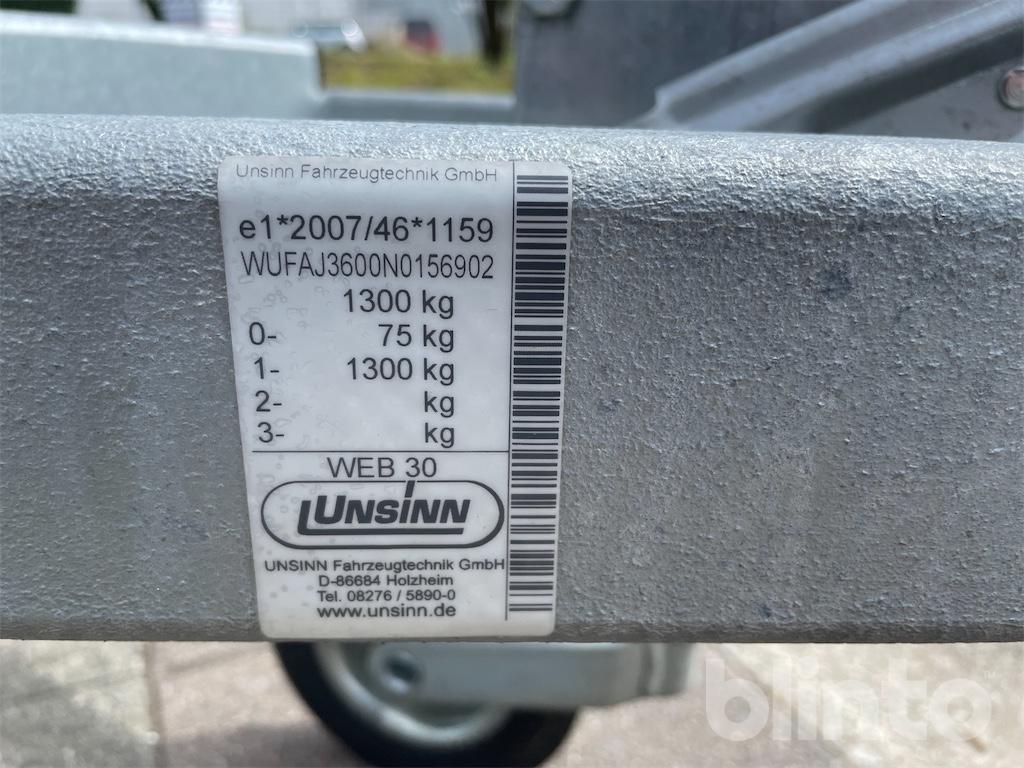 Unsinn Fahrzeugtechnik GmbH
e1*2007/46*1159
WUFAJ3600N0156902
1300 kg
0- 75 kg
1- 1300 kg
2- kg
3- kg
WEB 30
UNSINN
UNSINN Fahrzeugtechnik GmbH
D-86684 Holzheim
Tel. 08276 / 5890-0
www.unsinn.de
blinto™